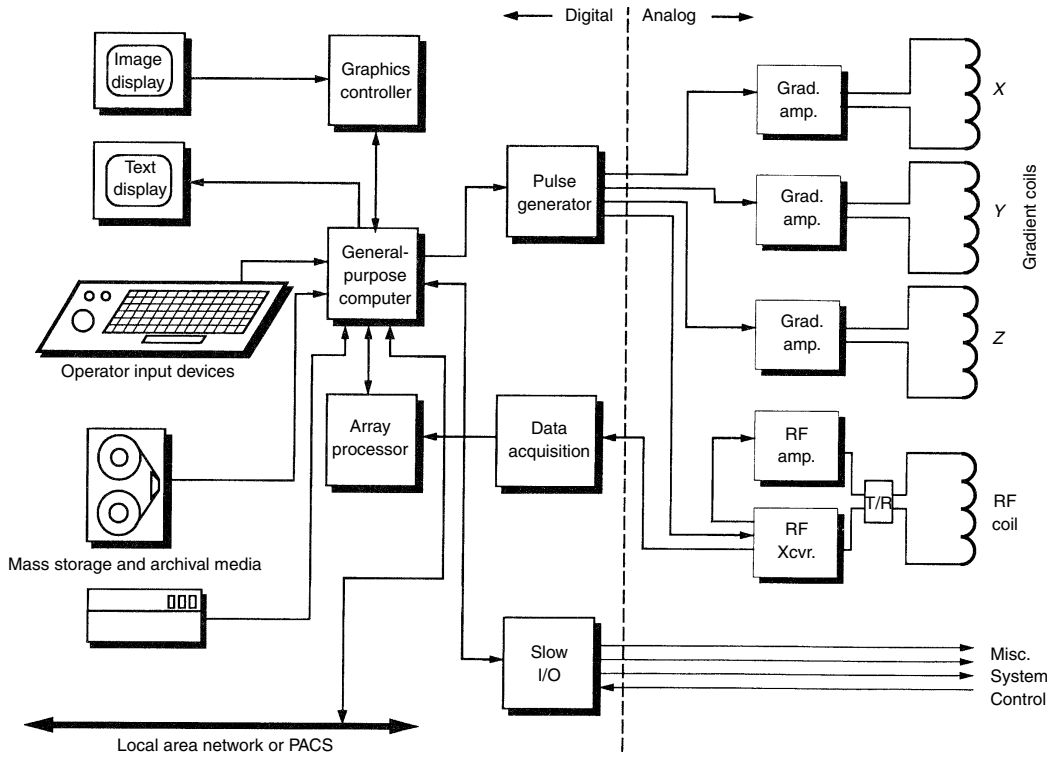 Digital
Analog
Image
display
Graphics
controller
Grad.
amp.
X
Text
display
Pulse
generator
Grad.
amp.
Y
Gradient coils
General-
purpose
computer
Grad.
amp.
Z
Operator input devices
Array
processor
Data
acquisition
RF
amp.
T/R
RF
coil
RF
Xcvr.
Mass storage and archival media
Slow
I/O
Misc.
System
Control
Local area network or PACS